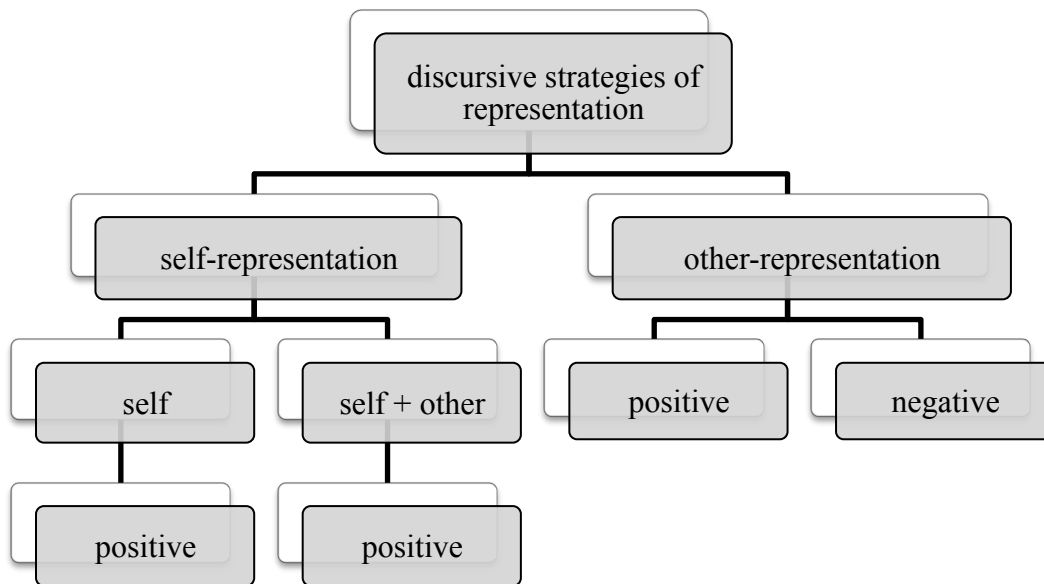 discursive strategies of
representation
self-representation
other-representation
self
self + other
positive
negative
positive
positive